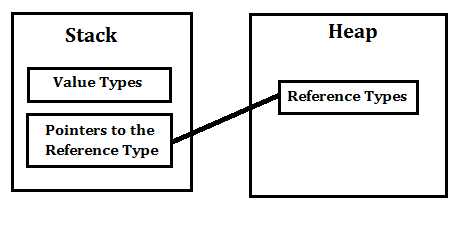 Stack
Value Types
Pointers to the
Reference Type
Heap
Reference Types